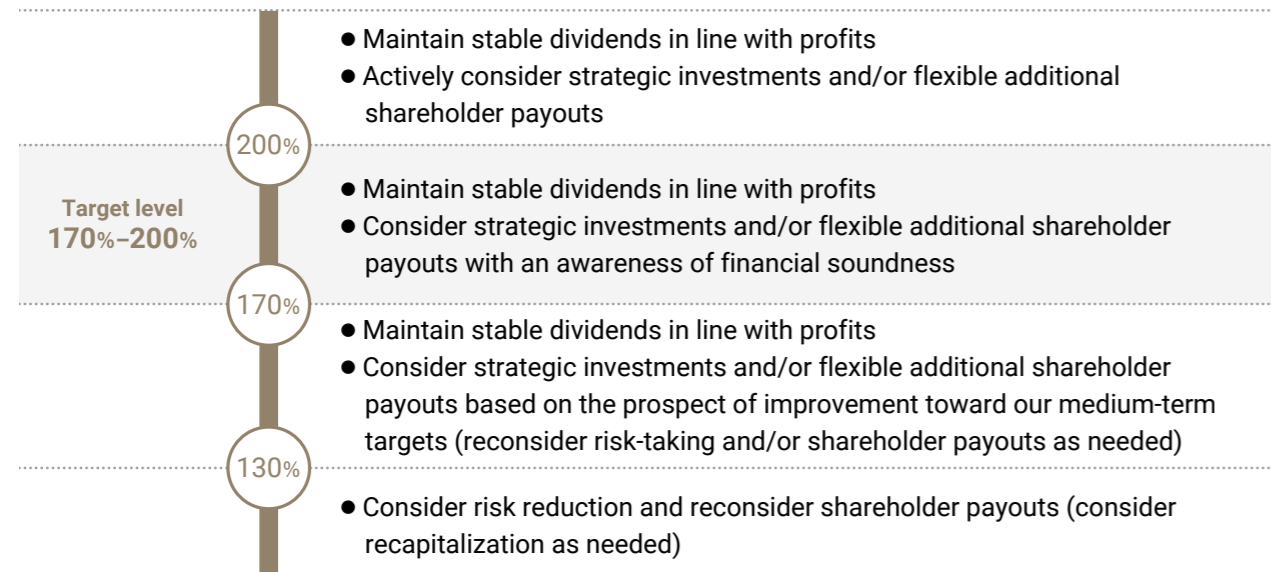 ● Maintain stable dividends in line with profits
● Actively consider strategic investments and/or flexible additional
shareholder payouts
200%
Target level
170%–200%
● Maintain stable dividends in line with profits
● Consider strategic investments and/or flexible additional shareholder
payouts with an awareness of financial soundness
170%
● Maintain stable dividends in line with profits
● Consider strategic investments and/or flexible additional shareholder
payouts based on the prospect of improvement toward our medium-term
targets (reconsider risk-taking and/or shareholder payouts as needed)
130%
● Consider risk reduction and reconsider shareholder payouts (consider
recapitalization as needed)